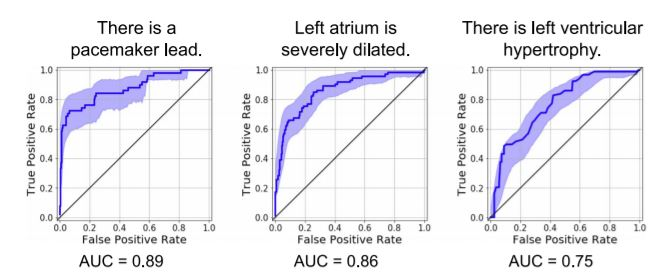 There is a
pacemaker lead.
Left atrium is
severely dilated.
There is left ventricular
hypertrophy.
True Positive Rate
1.0
0.8
0.6
0.4
0.2
0.0
0.0 0.2 0.4 0.6 0.8 1.0
False Positive Rate
AUC = 0.89
True Positive Rate
1.0
0.8
0.6
0.4
0.2
0.0
0.0 0.2 0.4 0.6 0.8 1.0
False Positive Rate
AUC = 0.86
True Positive Rate
1.0
0.8
0.6
0.4
0.2
0.0
0.0 0.2 0.4 0.6 0.8 1.0
False Positive Rate
AUC = 0.75